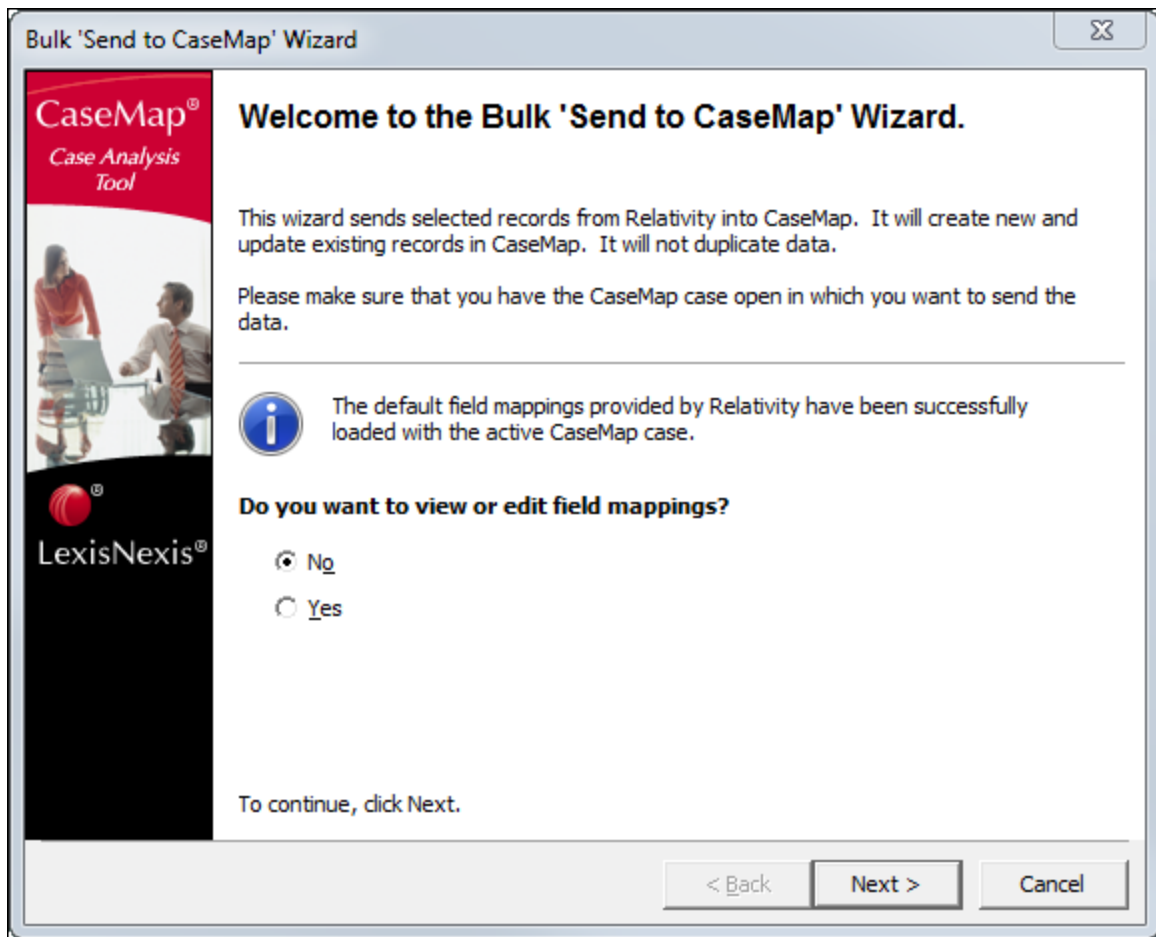 Bulk 'Send to CaseMap' Wizard
CaseMap®
Case Analysis
Tool
Welcome to the Bulk 'Send to CaseMap' Wizard.
This wizard sends selected records from Relativity into CaseMap. It will create new and
update existing records in CaseMap. It will not duplicate data.
Please make sure that you have the CaseMap case open in which you want to send the
data.
The default field mappings provided by Relativity have been successfully
loaded with the active CaseMap case.
Do you want to view or edit field mappings?
®
LexisNexis®
No
Yes
To continue, click Next.
< Back
Next >
Cancel